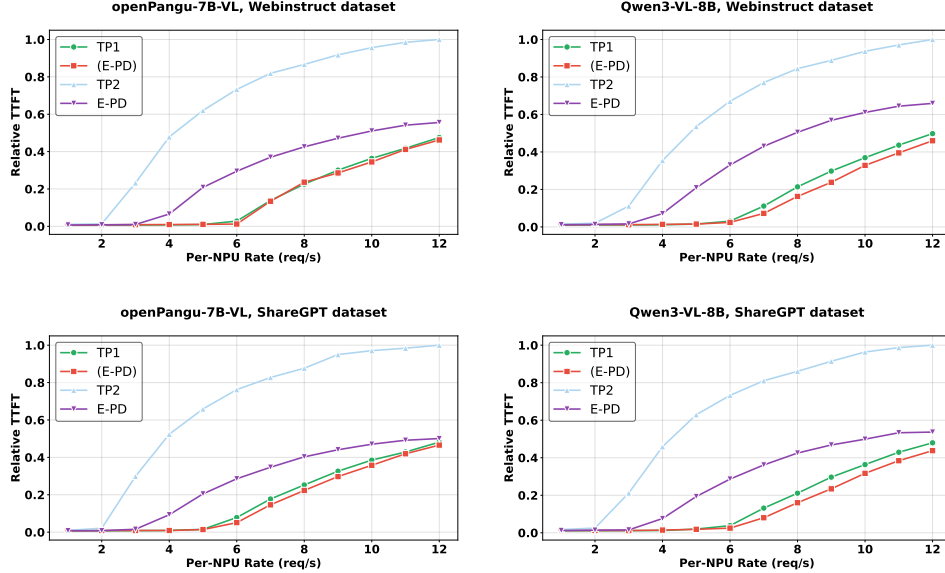 openPangu-7B-VL, Webinstruct dataset
1.0
0.8
0.6
0.4
0.2
0.0
Relative TTFT
TP1
(E-PD)
TP2
E-PD
2 4 6 8 10 12
Per-NPU Rate (req/s)
Qwen3-VL-8B, Webinstruct dataset
1.0
0.8
0.6
0.4
0.2
0.0
Relative TTFT
TP1
(E-PD)
TP2
E-PD
2 4 6 8 10 12
Per-NPU Rate (req/s)
openPangu-7B-VL, ShareGPT dataset
1.0
0.8
0.6
0.4
0.2
0.0
Relative TTFT
TP1
(E-PD)
TP2
E-PD
2 4 6 8 10 12
Per-NPU Rate (req/s)
Qwen3-VL-8B, ShareGPT dataset
1.0
0.8
0.6
0.4
0.2
0.0
Relative TTFT
TP1
(E-PD)
TP2
E-PD
2 4 6 8 10 12
Per-NPU Rate (req/s)